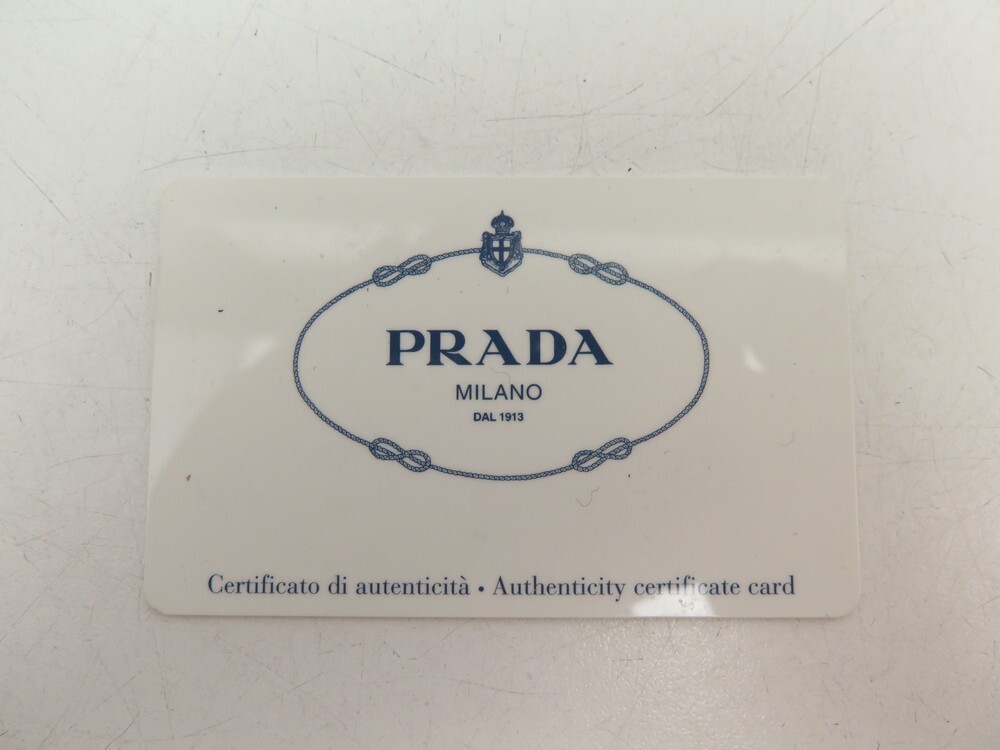 PRADA
MILANO
DAL 1913
Certificato di autenticità • Authenticity certificate card